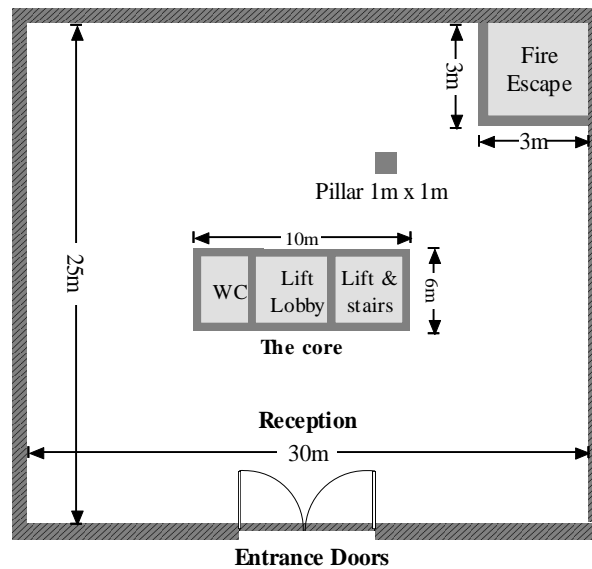 Fire
Escape
3m
3m
Pillar 1m x 1m
10m
25m
WC
Lift
Lobby
Lift &
stairs
6m
The core
Reception
30m
Entrance Doors